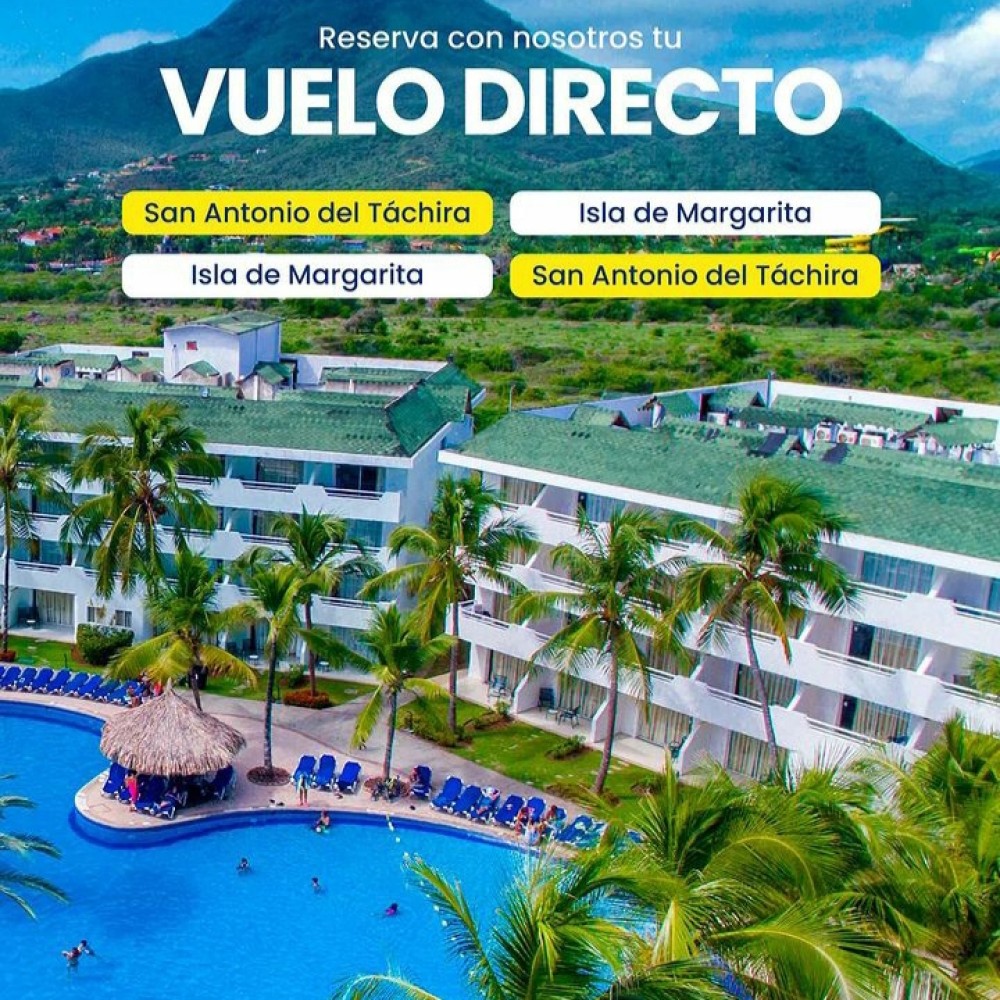 Reserva con nosotros tu
VUELO DIRECTO
San Antonio del Táchira
Isla de Margarita
Isla de Margarita
San Antonio del Táchira